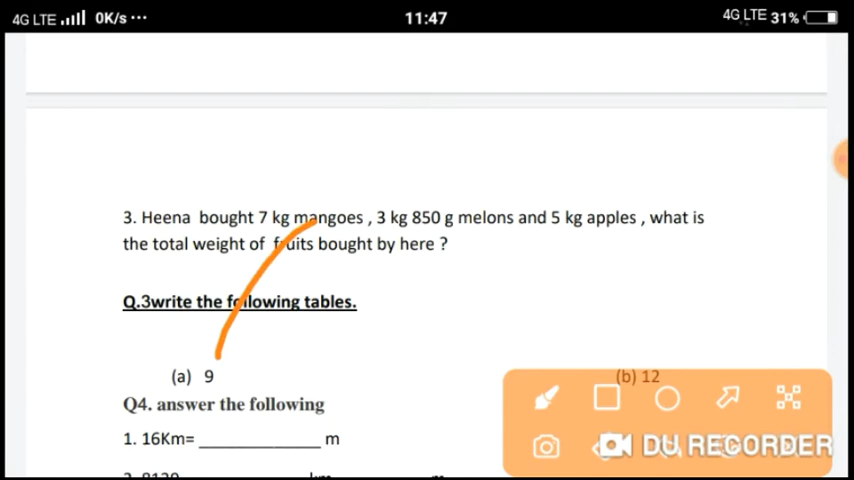 4G LTE 0K/s ... 11:47 4G LTE 31%
3. Heena bought 7 kg mangoes , 3 kg 850 g melons and 5 kg apples , what is
the total weight of fruits bought by here ?
Q.3write the following tables.
(a) 9 (b) 12
Q4. answer the following
1. 16Km= ______________ m
DU RECORDER